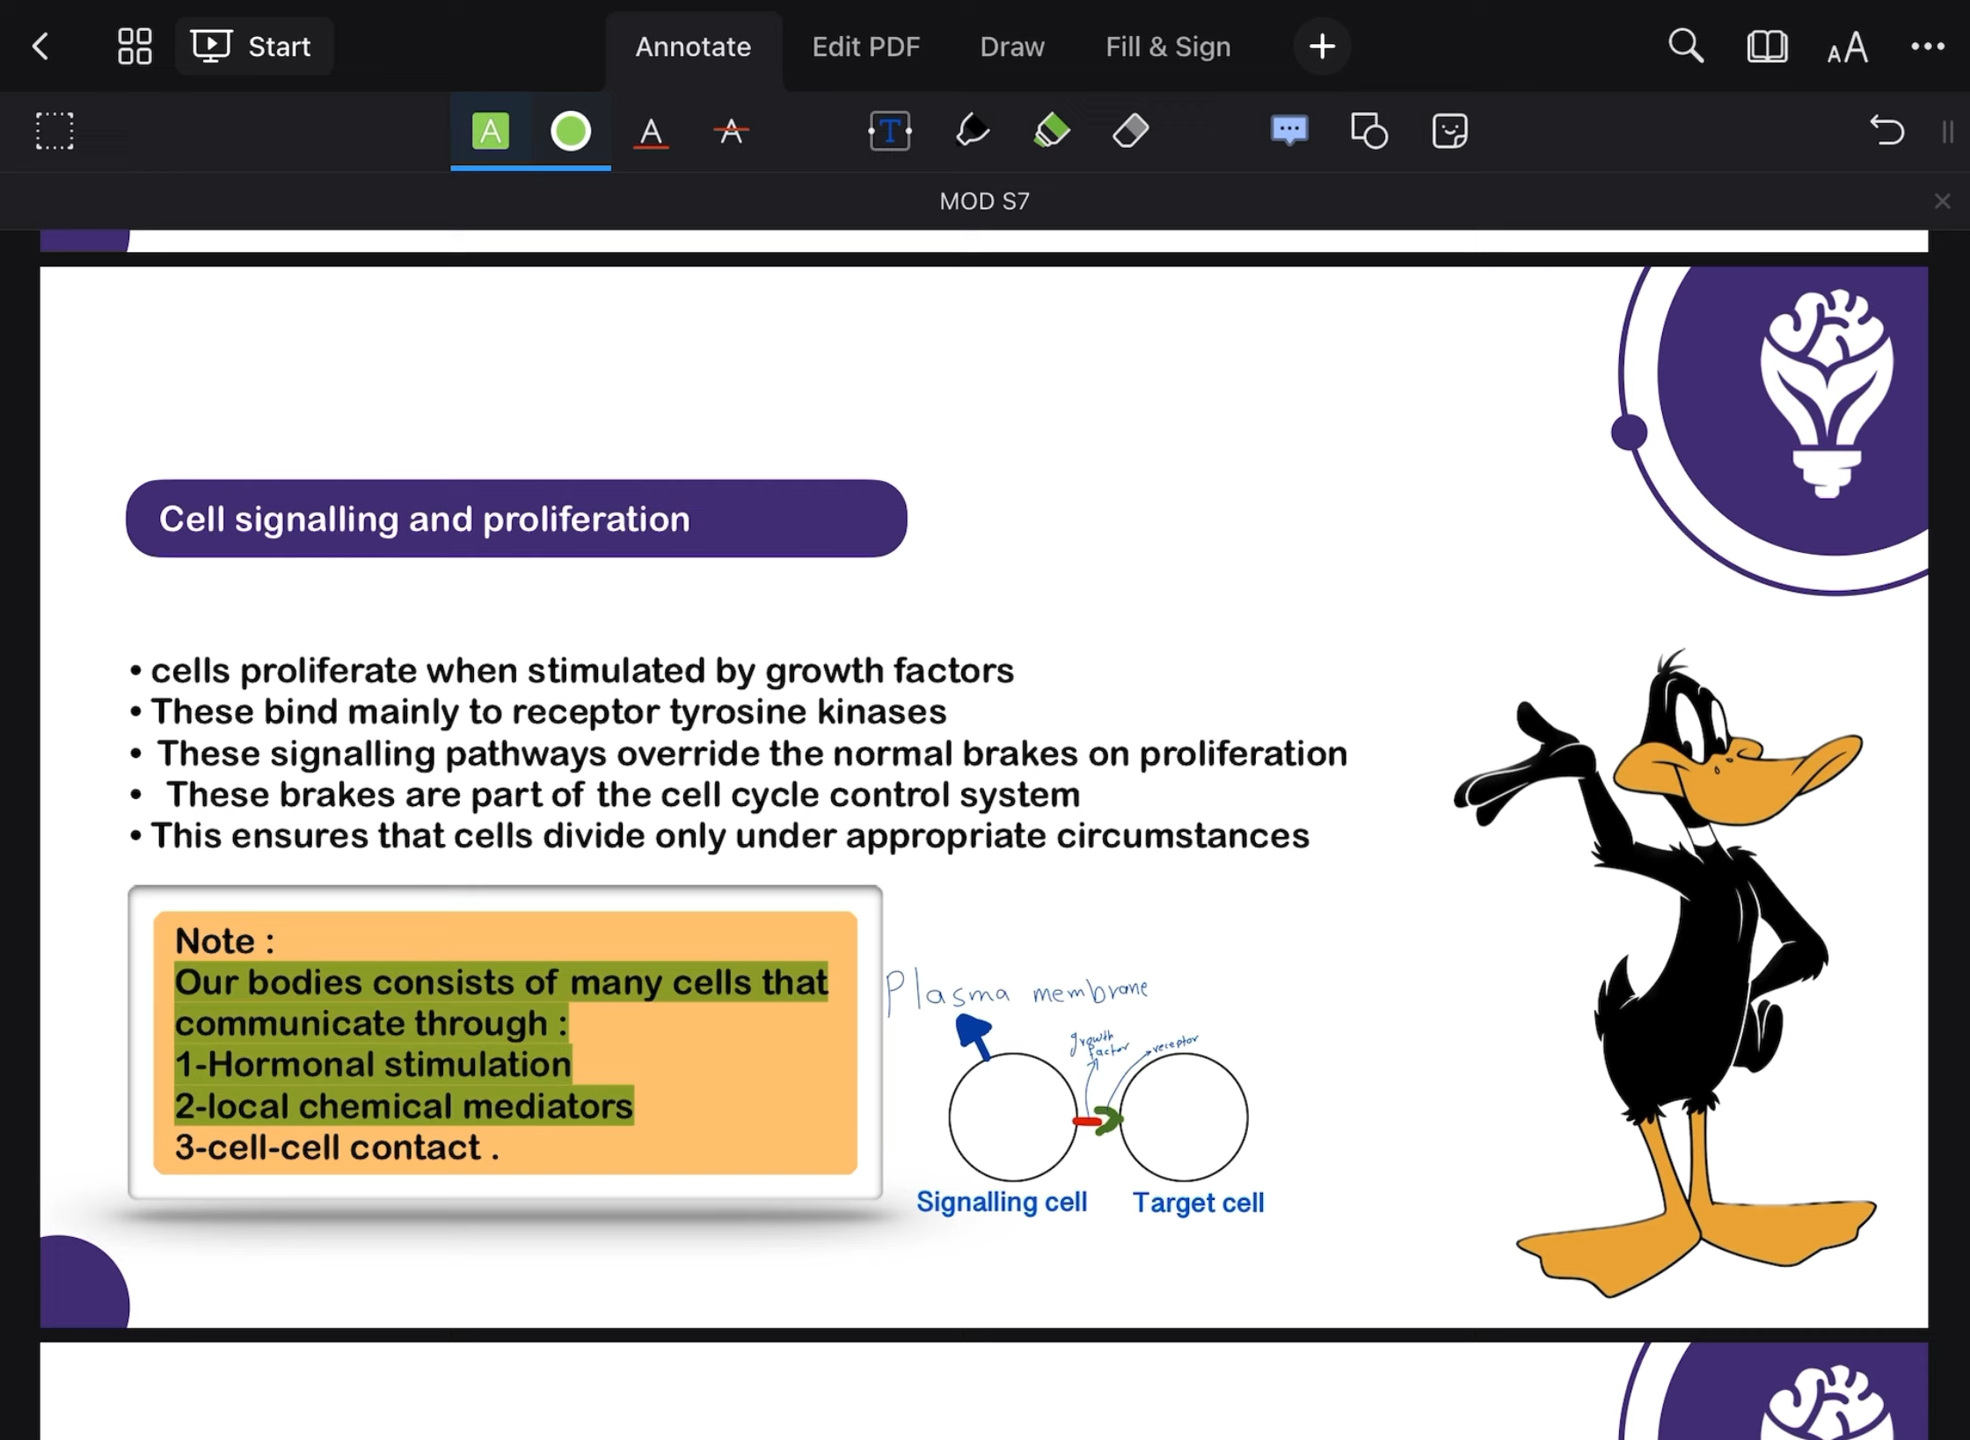 Start
Annotate
Edit PDF
Draw
Fill & Sign
AA
A
A
A
T
MOD S7
Cell signalling and proliferation
• cells proliferate when stimulated by growth factors
• These bind mainly to receptor tyrosine kinases
• These signalling pathways override the normal brakes on proliferation
• These brakes are part of the cell cycle control system
• This ensures that cells divide only under appropriate circumstances
Note :
Our bodies consists of many cells that
communicate through :
1-Hormonal stimulation
2-local chemical mediators
3-cell-cell contact .
Plasma membrane
growth
factor
receptor
Signalling cell
Target cell